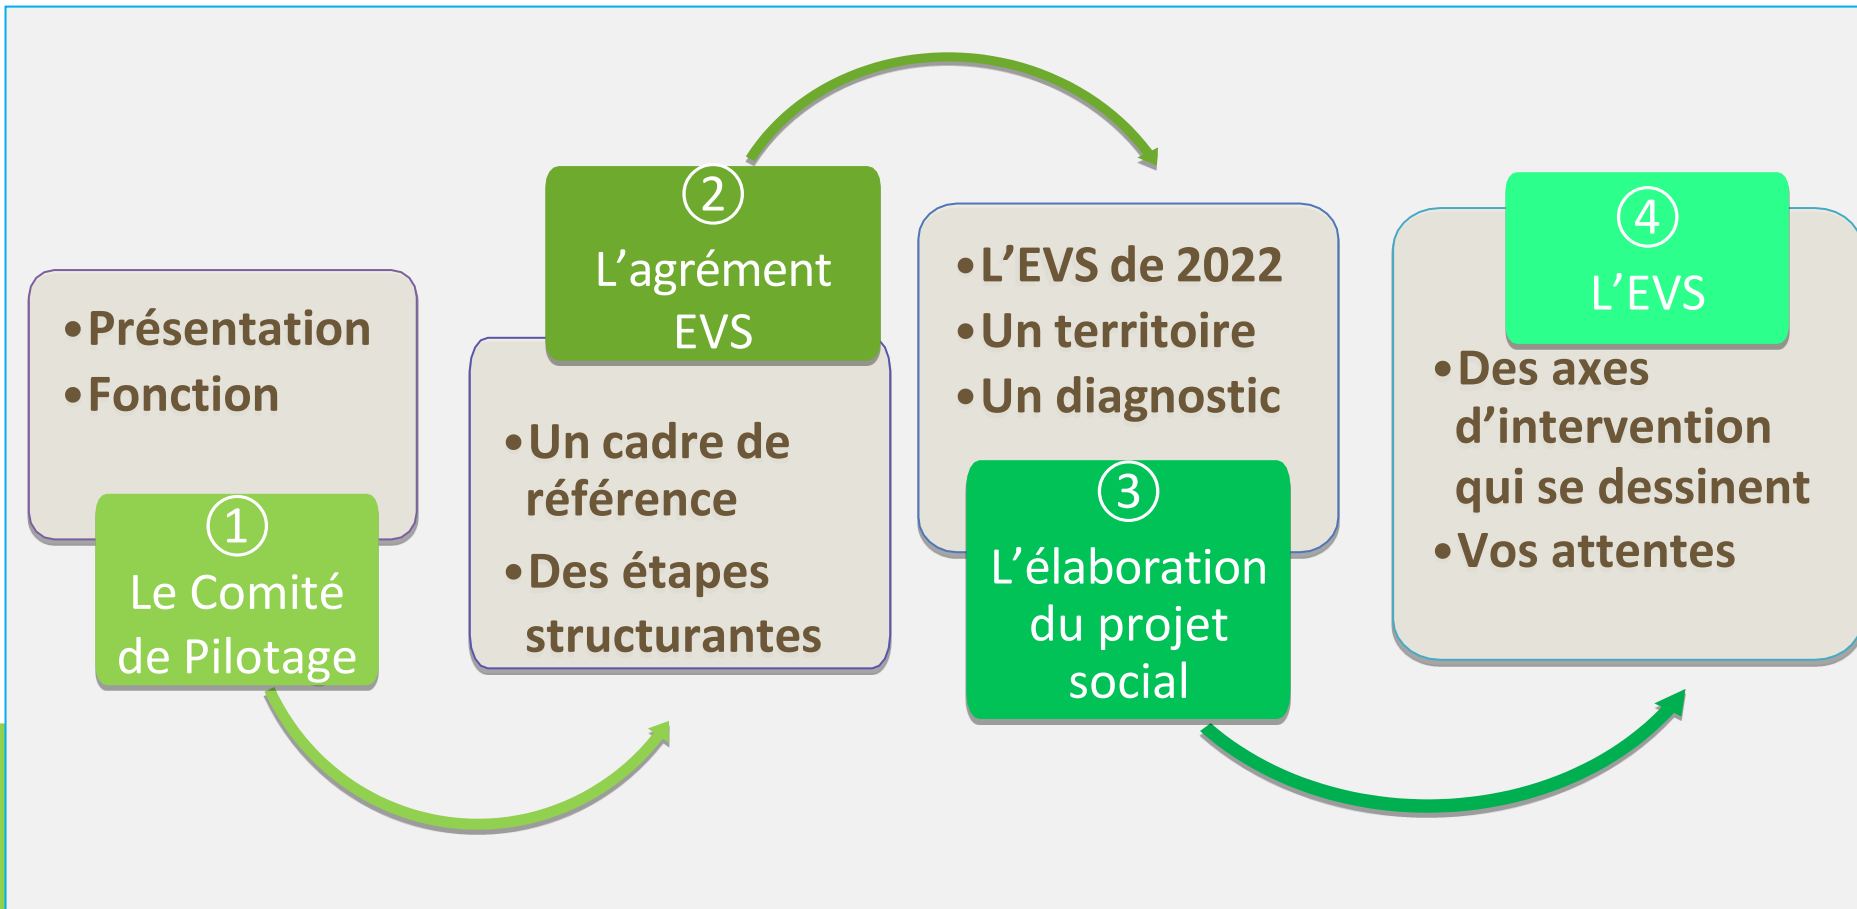 •Présentation
•Fonction
①
Le Comité
de Pilotage
②
L’agrément
EVS
•Un cadre de
référence
•Des étapes
structurantes
•L’EVS de 2022
•Un territoire
•Un diagnostic
③
L’élaboration
du projet
social
④
L’EVS
•Des axes
d’intervention
qui se dessinent
•Vos attentes